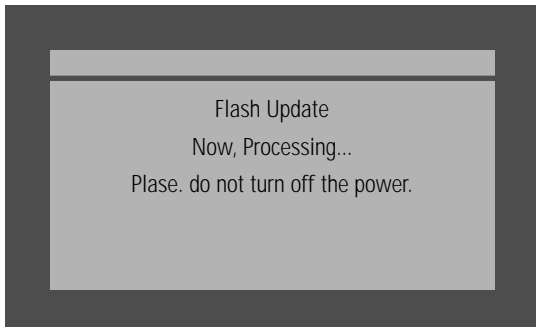 Flash Update
Now, Processing...
Plase. do not turn off the power.